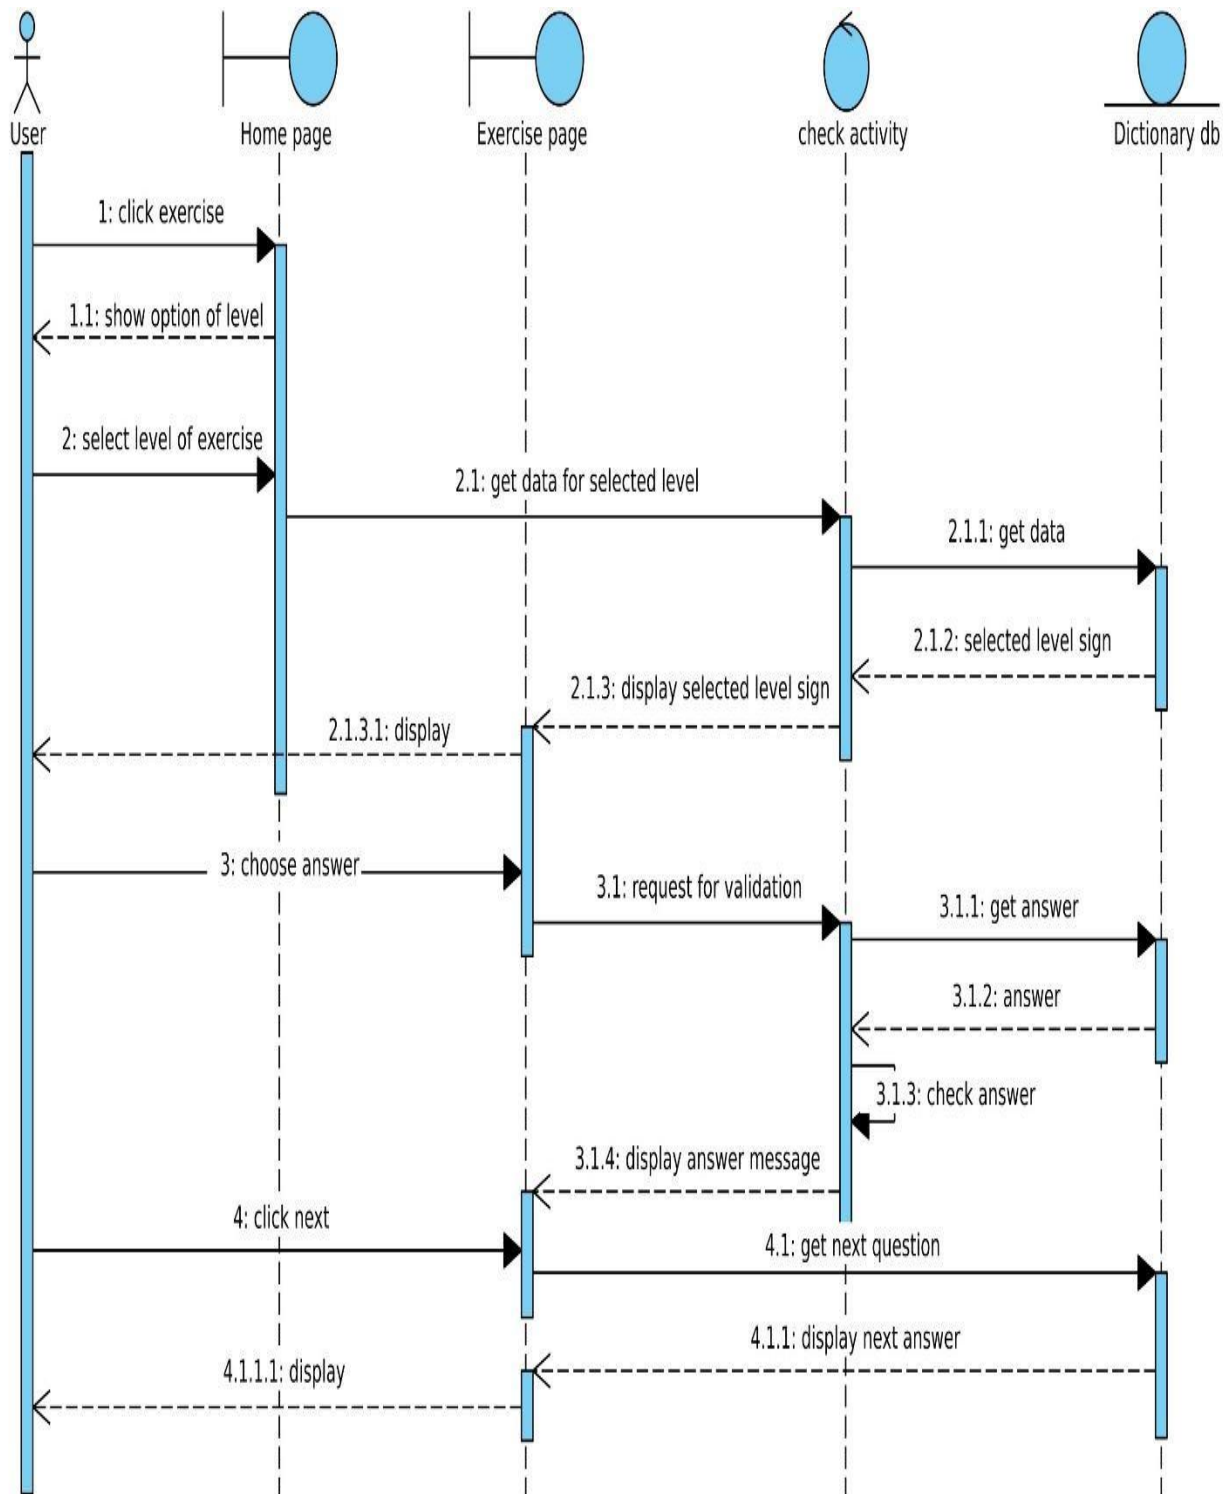 User
Home page
Exercise page
check activity
Dictionary db
1: click exercise
1.1: show option of level
2: select level of exercise
2.1: get data for selected level
2.1.1: get data
2.1.2: selected level sign
2.1.3: display selected level sign
2.1.3.1: display
3: choose answer
3.1: request for validation
3.1.1: get answer
3.1.2: answer
3.1.3: check answer
3.1.4: display answer message
4: click next
4.1: get next question
4.1.1: display next answer
4.1.1.1: display